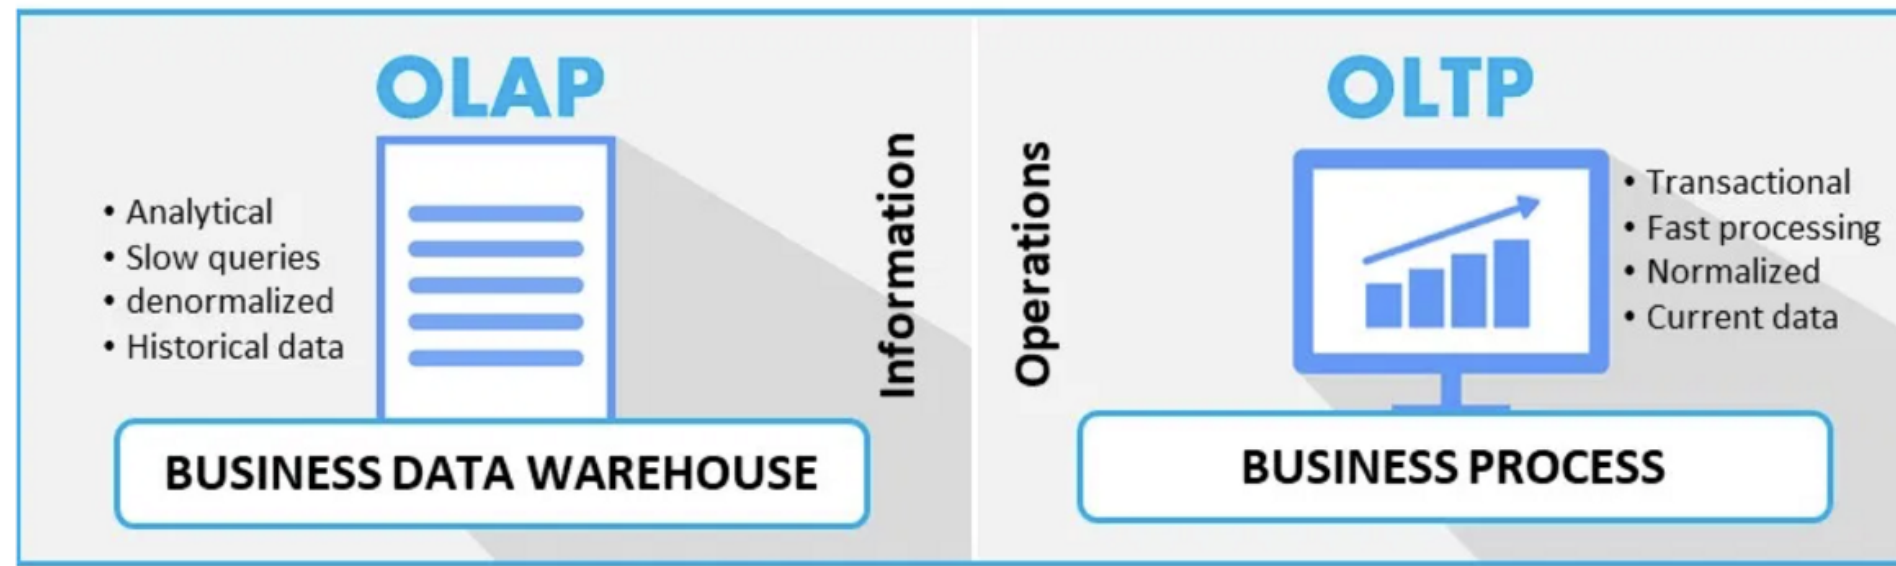 OLAP
• Analytical
• Slow queries
• denormalized
• Historical data
Information
BUSINESS DATA WAREHOUSE
OLTP
Operations
• Transactional
• Fast processing
• Normalized
• Current data
BUSINESS PROCESS